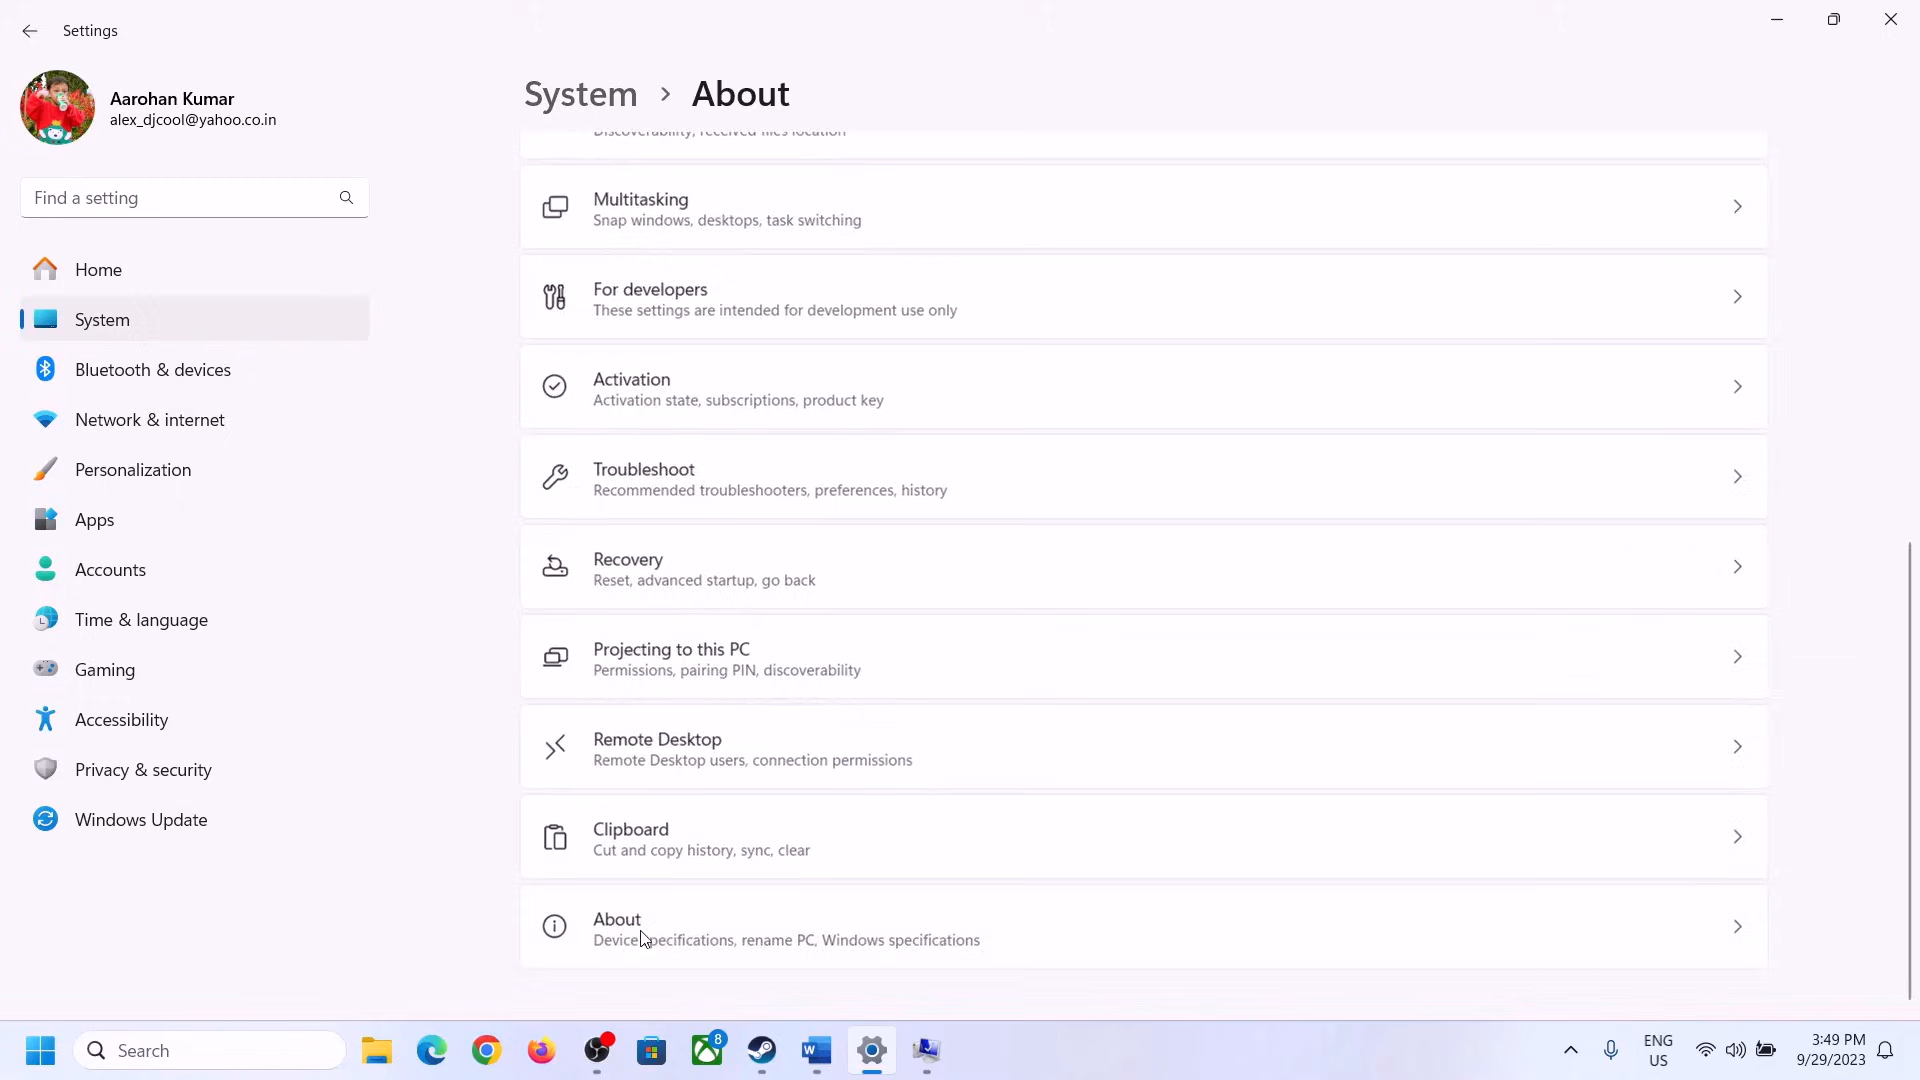 Settings
Aarohan Kumar
alex_djcool@yahoo.co.in
Find a setting
Home
System
Bluetooth & devices
Network & internet
Personalization
Apps
Accounts
Time & language
Gaming
Accessibility
Privacy & security
Windows Update
System > About
Discoverability, received files location
Multitasking
Snap windows, desktops, task switching
For developers
These settings are intended for development use only
Activation
Activation state, subscriptions, product key
Troubleshoot
Recommended troubleshooters, preferences, history
Recovery
Reset, advanced startup, go back
Projecting to this PC
Permissions, pairing PIN, discoverability
Remote Desktop
Remote Desktop users, connection permissions
Clipboard
Cut and copy history, sync, clear
About
Device specifications, rename PC, Windows specifications
Search
8
ENG
US
3:49 PM
9/29/2023